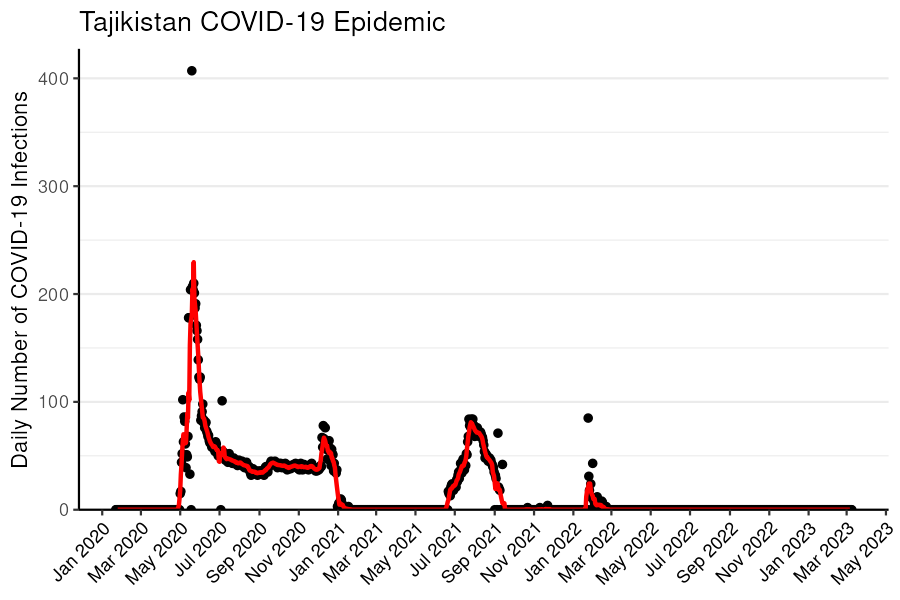 Tajikistan COVID-19 Epidemic
Daily Number of COVID-19 Infections
400
300
200
100
0
Jan 2020
Mar 2020
May 2020
Jul 2020
Sep 2020
Nov 2020
Jan 2021
Mar 2021
May 2021
Jul 2021
Sep 2021
Nov 2021
Jan 2022
Mar 2022
May 2022
Jul 2022
Sep 2022
Nov 2022
Jan 2023
Mar 2023
May 2023